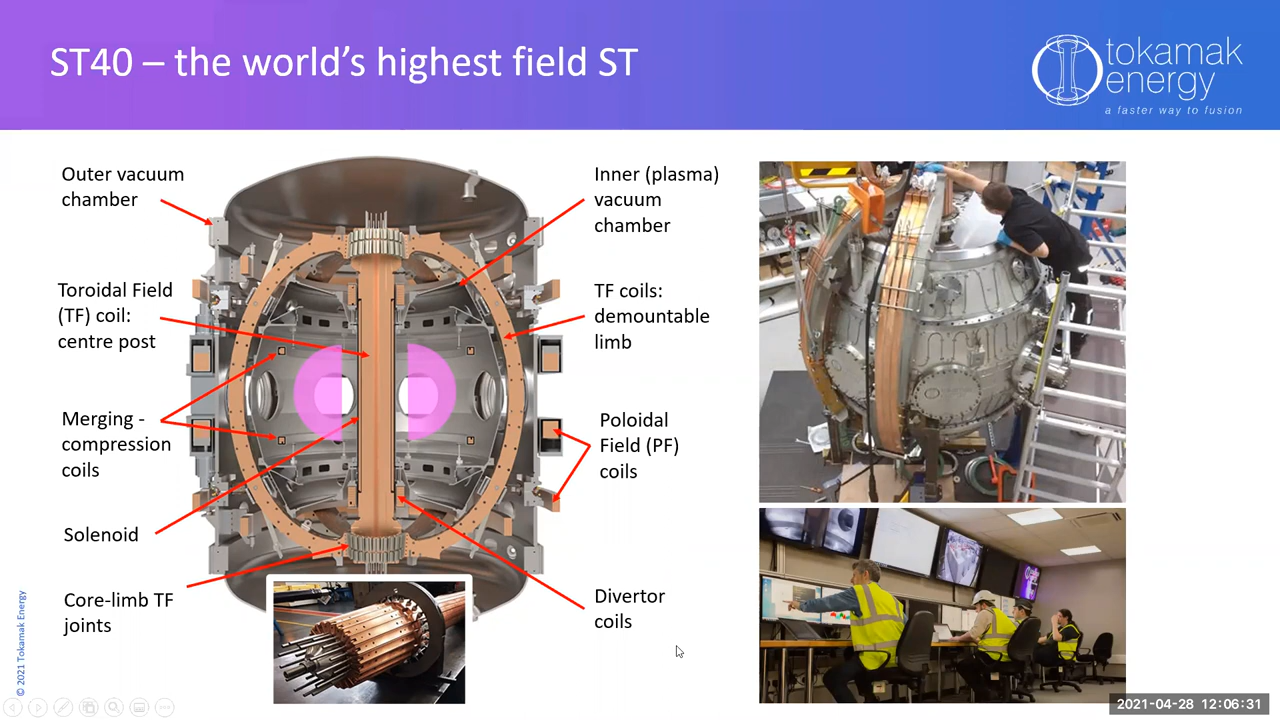 ST40 – the world's highest field ST
tokamak
energy
a faster way to fusion
Outer vacuum
chamber
Toroidal Field
(TF) coil:
centre post
Merging -
compression
coils
Solenoid
Core-limb TF
joints
Inner (plasma)
vacuum
chamber
TF coils:
demountable
limb
Poloidal
Field (PF)
coils
Divertor
coils
© 2021 Tokamak Energy
2021-04-28 12:06:31